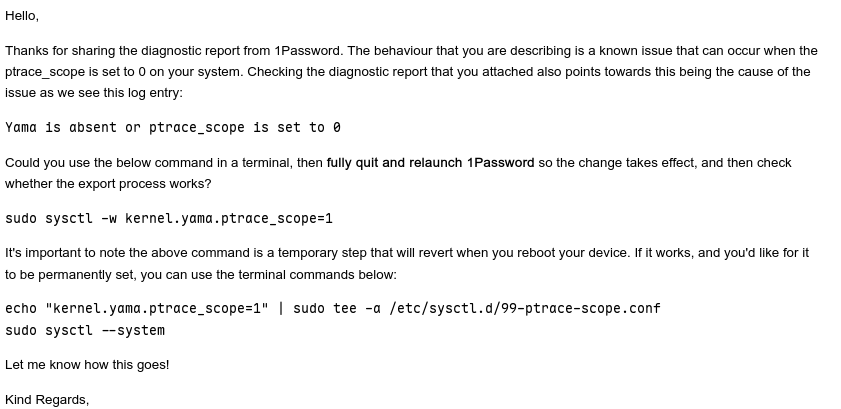 Hello,
Thanks for sharing the diagnostic report from 1Password. The behaviour that you are describing is a known issue that can occur when the
ptrace_scope is set to 0 on your system. Checking the diagnostic report that you attached also points towards this being the cause of the
issue as we see this log entry:
Yama is absent or ptrace_scope is set to 0
Could you use the below command in a terminal, then fully quit and relaunch 1Password so the change takes effect, and then check
whether the export process works?
sudo sysctl -w kernel.yama.ptrace_scope=1
It's important to note the above command is a temporary step that will revert when you reboot your device. If it works, and you'd like for it
to be permanently set, you can use the terminal commands below:
echo "kernel.yama.ptrace_scope=1" | sudo tee -a /etc/sysctl.d/99-ptrace-scope.conf
sudo sysctl --system
Let me know how this goes!
Kind Regards,